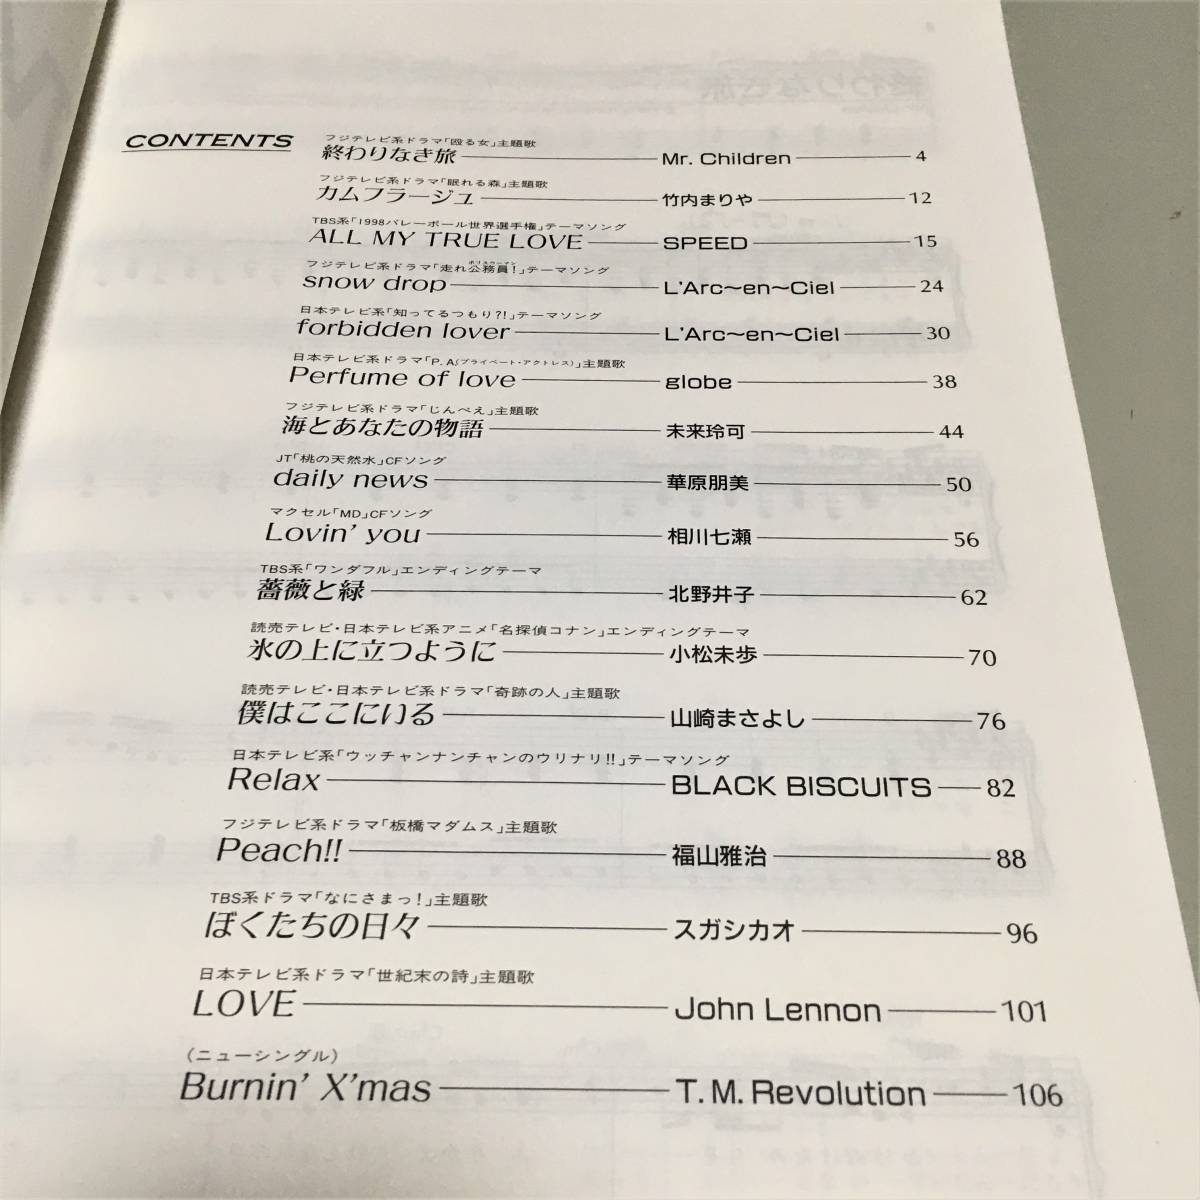 CONTENTS
フジテレビ系ドラマ「殴る女」主題歌
終わりなき旅 Mr. Children 4
フジテレビ系ドラマ「眠れる森」主題歌
カムフラージュ 竹内まりや 12
TBS系「1998バレーボール世界選手権」テーマソング
ALL MY TRUE LOVE SPEED 15
フジテレビ系ドラマ「走れ公務員!」テーマソング
snow drop L'Arc〜en〜Ciel 24
日本テレビ系「知ってるつもり?!」テーマソング
forbidden lover L'Arc〜en〜Ciel 30
日本テレビ系ドラマ「P.A(プライベート・アクトレス)」主題歌
Perfume of love globe 38
フジテレビ系ドラマ「じんべえ」主題歌
海とあなたの物語 未来玲可 44
JT「桃の天然水」CFソング
daily news 華原朋美 50
マクセル「MD」CFソング
Lovin' you 相川七瀬 56
TBS系「ワンダフル」エンディングテーマ
薔薇と緑 北野井子 62
読売テレビ・日本テレビ系アニメ「名探偵コナン」エンディングテーマ
氷の上に立つように 小松未歩 70
読売テレビ・日本テレビ系ドラマ「奇跡の人」主題歌
僕はここにいる 山崎まさよし 76
日本テレビ系「ウッチャンナンチャンのウリナリ!!」テーマソング
Relax BLACK BISCUITS 82
フジテレビ系ドラマ「板橋マダムス」主題歌
Peach!! 福山雅治 88
TBS系ドラマ「なにさまっ!」主題歌
ぼくたちの日々 スガシカオ 96
日本テレビ系ドラマ「世紀末の詩」主題歌
LOVE John Lennon 101
(ニューシングル)
Burnin' X'mas T. M. Revolution 106